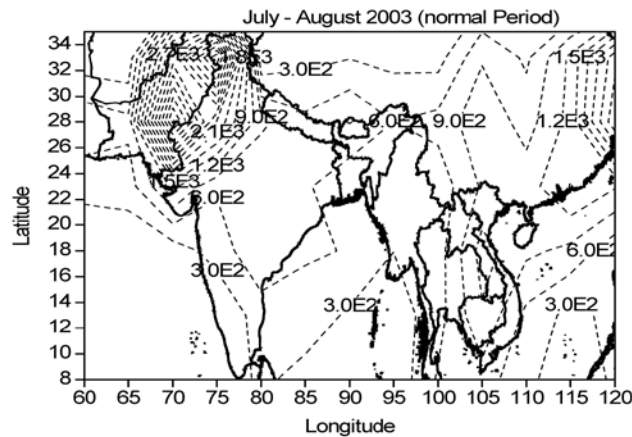 July - August 2003 (normal Period)
34
32
30
28
26
24
22
20
18
16
14
12
10
8
Latitude
1.5E3
3.0E2
9.0E2
6.0E2
9.0E2
1.2E3
2.1E3
1.2E3
6.0E2
3.0E2
3.0E2
3.0E2
60 65 70 75 80 85 90 95 100 105 110 115 120
Longitude